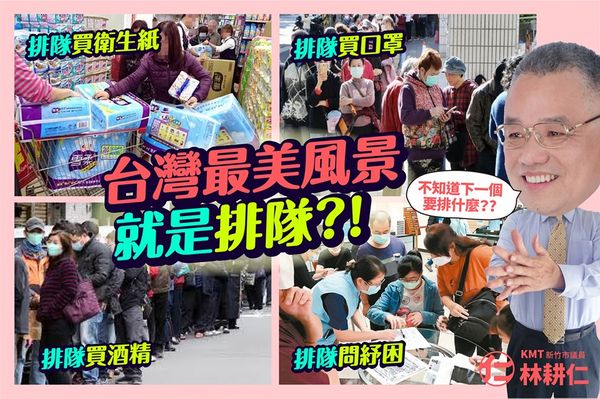 排隊買衛生紙
排隊買口罩
台灣最美風景
就是排隊?!
不知道下一個
要排什麼??
排隊買酒精
排隊問紓困
仁
KMT 新竹市議員
林耕仁